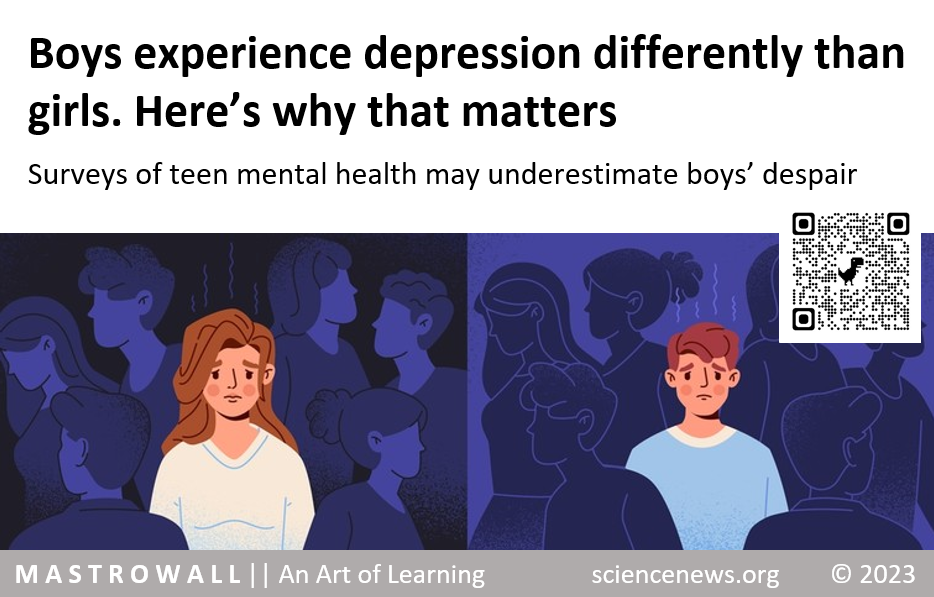 Boys experience depression differently than
girls. Here’s why that matters
Surveys of teen mental health may underestimate boys’ despair
MASTROWALL || An Art of Learning sciencenews.org © 2023